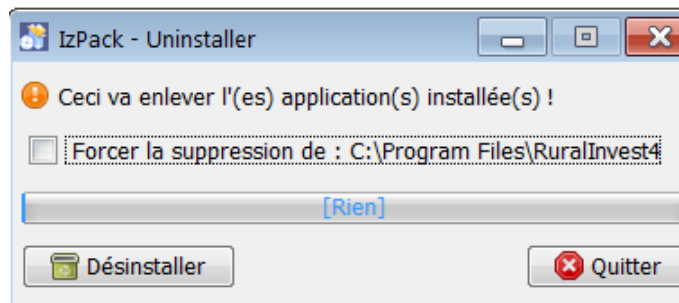 IzPack - Uninstaller
Ceci va enlever l'(es) application(s) installée(s) !
Forcer la suppression de : C:\Program Files\RuralInvest4
[Rien]
Désinstaller
Quitter